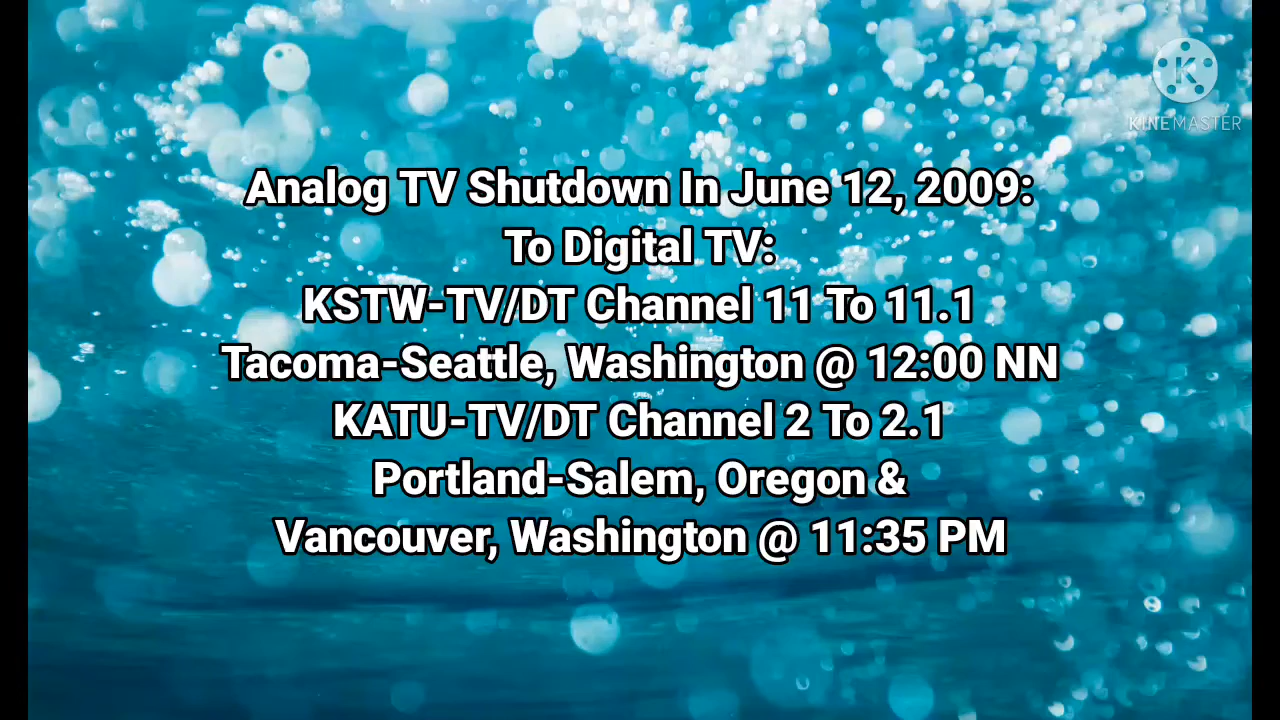 KINEMASTER
Analog TV Shutdown In June 12, 2009:
To Digital TV:
KSTW-TV/DT Channel 11 To 11.1
Tacoma-Seattle, Washington @ 12:00 NN
KATU-TV/DT Channel 2 To 2.1
Portland-Salem, Oregon &
Vancouver, Washington @ 11:35 PM